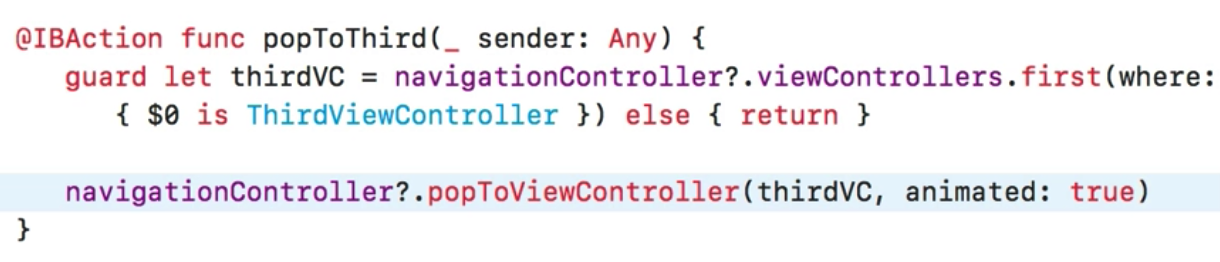 @IBAction func popToThird(_ sender: Any) {
guard let thirdVC = navigationController?.viewControllers.first(where:
{ $0 is ThirdViewController }) else { return }
navigationController?.popToViewController(thirdVC, animated: true)
}